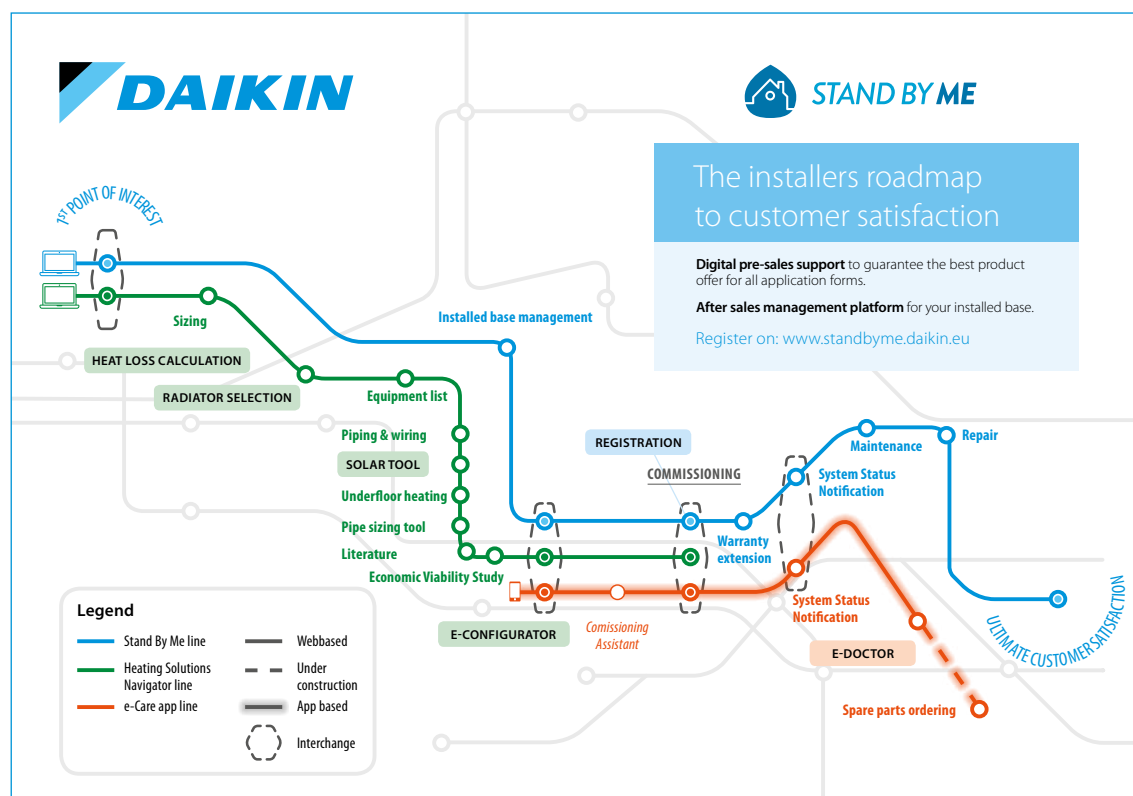 DAIKIN
STAND BY ME
The installers roadmap
to customer satisfaction
Digital pre-sales support to guarantee the best product
offer for all application forms.
After sales management platform for your installed base.
Register on: www.standbyme.daikin.eu
1ST POINT OF INTEREST
Sizing
HEAT LOSS CALCULATION
RADIATOR SELECTION
Installed base management
Equipment list
Piping & wiring
SOLAR TOOL
Underfloor heating
Pipe sizing tool
Literature
Economic Viability Study
REGISTRATION
COMMISSIONING
Warranty
extension
System Status
Notification
Maintenance
Repair
E-CONFIGURATOR
Comissioning
Assistant
System Status
Notification
E-DOCTOR
Spare parts ordering
ULTIMATE CUSTOMER SATISFACTION
Legend
Stand By Me line
Heating Solutions
Navigator line
e-Care app line
Webbased
Under
construction
App based
Interchange